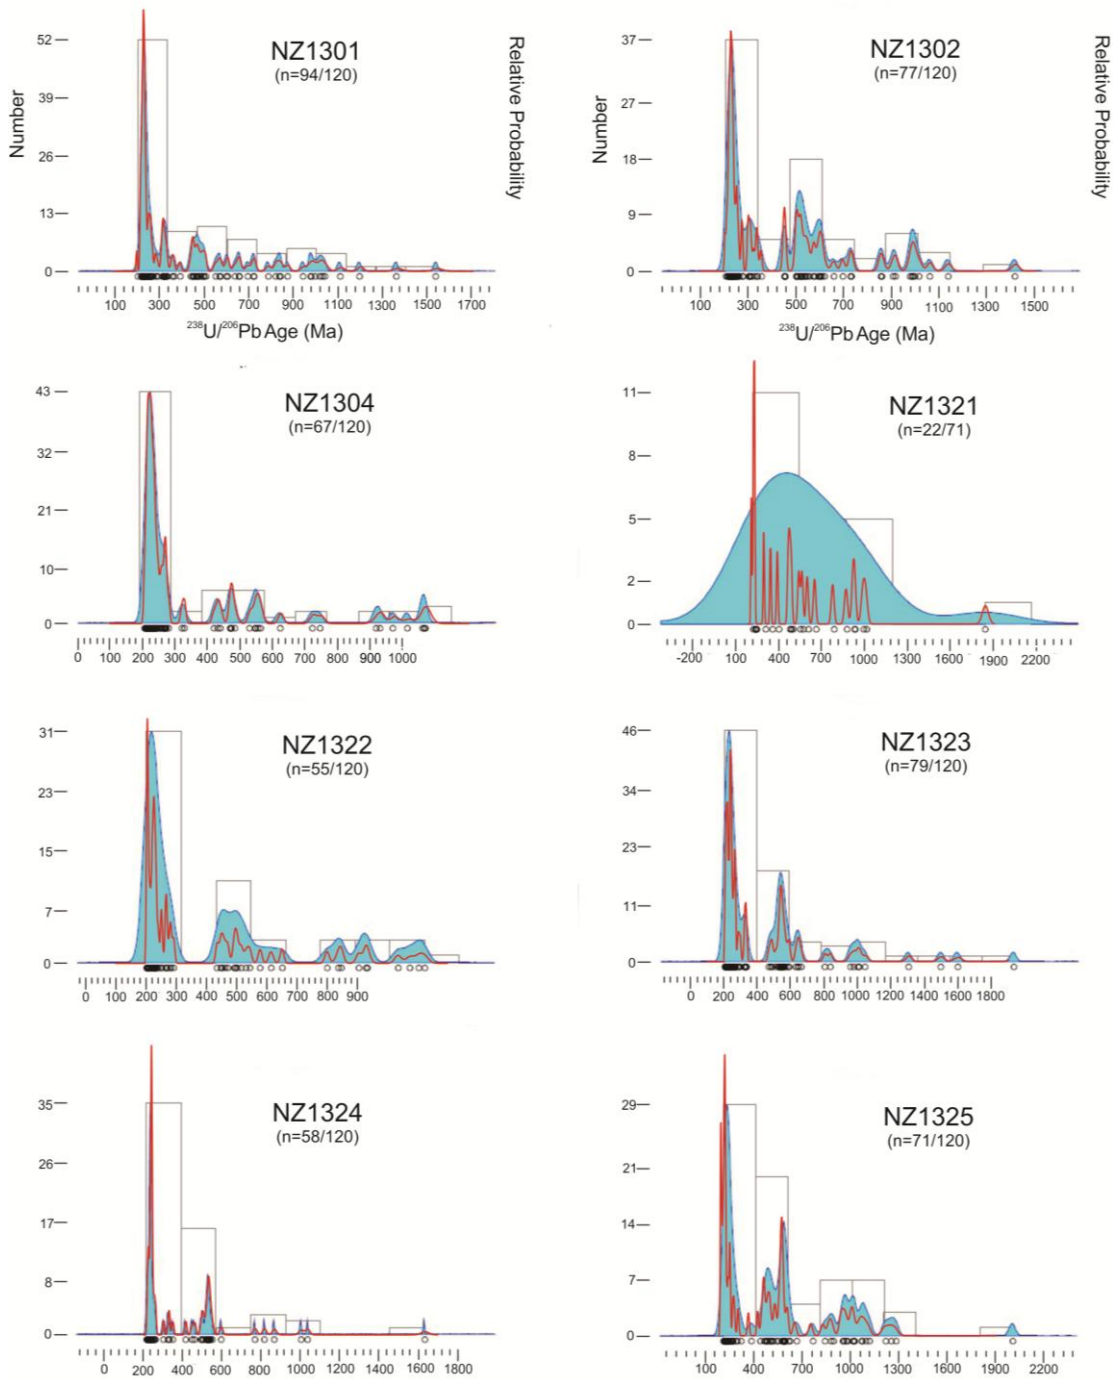 NZ1301
(n=94/120)
Number
Relative Probability
52
39
26
13
0
100 300 500 700 900 1100 1300 1500 1700
238U/206Pb Age (Ma)
NZ1302
(n=77/120)
Number
Relative Probability
37
27
18
9
0
100 300 500 700 900 1100 1300 1500
238U/206Pb Age (Ma)
NZ1304
(n=67/120)
43
32
21
10
0
0 100 200 300 400 500 600 700 800 900 1000
NZ1321
(n=22/71)
11
8
5
2
0
-200 100 400 700 1000 1300 1600 1900 2200
NZ1322
(n=55/120)
31
23
15
7
0
0 100 200 300 400 500 600 700 800 900
NZ1323
(n=79/120)
46
34
23
11
0
0 200 400 600 800 1000 1200 1400 1600 1800
NZ1324
(n=58/120)
35
26
17
8
0
0 200 400 600 800 1000 1200 1400 1600 1800
NZ1325
(n=71/120)
29
21
14
7
0
100 400 700 1000 1300 1600 1900 2200